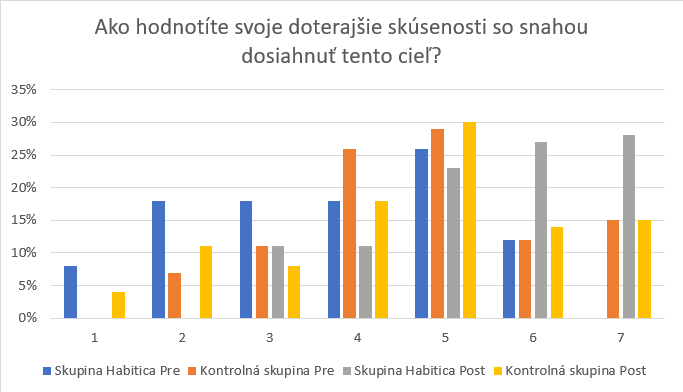 Ako hodnotíte svoje doterajšie skúsenosti so snahou
dosiahnuť tento cieľ?
35%
30%
25%
20%
15%
10%
5%
0%
1 2 3 4 5 6 7
Skupina Habitica Pre Kontrolná skupina Pre Skupina Habitica Post Kontrolná skupina Post